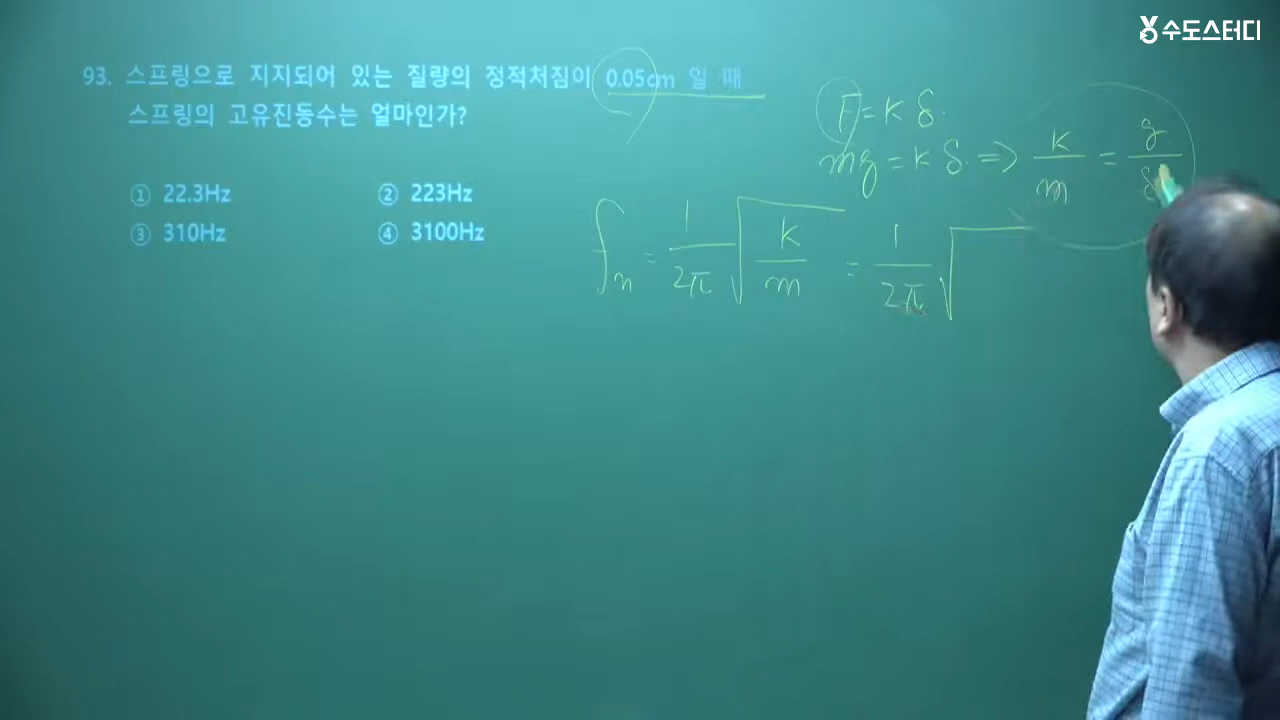 수도스터디
93. 스프링으로 지지되어 있는 질량의 정적처짐이 0.05cm 일 때
스프링의 고유진동수는 얼마인가?
① 22.3Hz ② 223Hz
③ 310Hz ④ 3100Hz
F = k δ.
mg = k δ. ⇒ k/m = g/δ
fn = 1/2π √k/m = 1/2π √